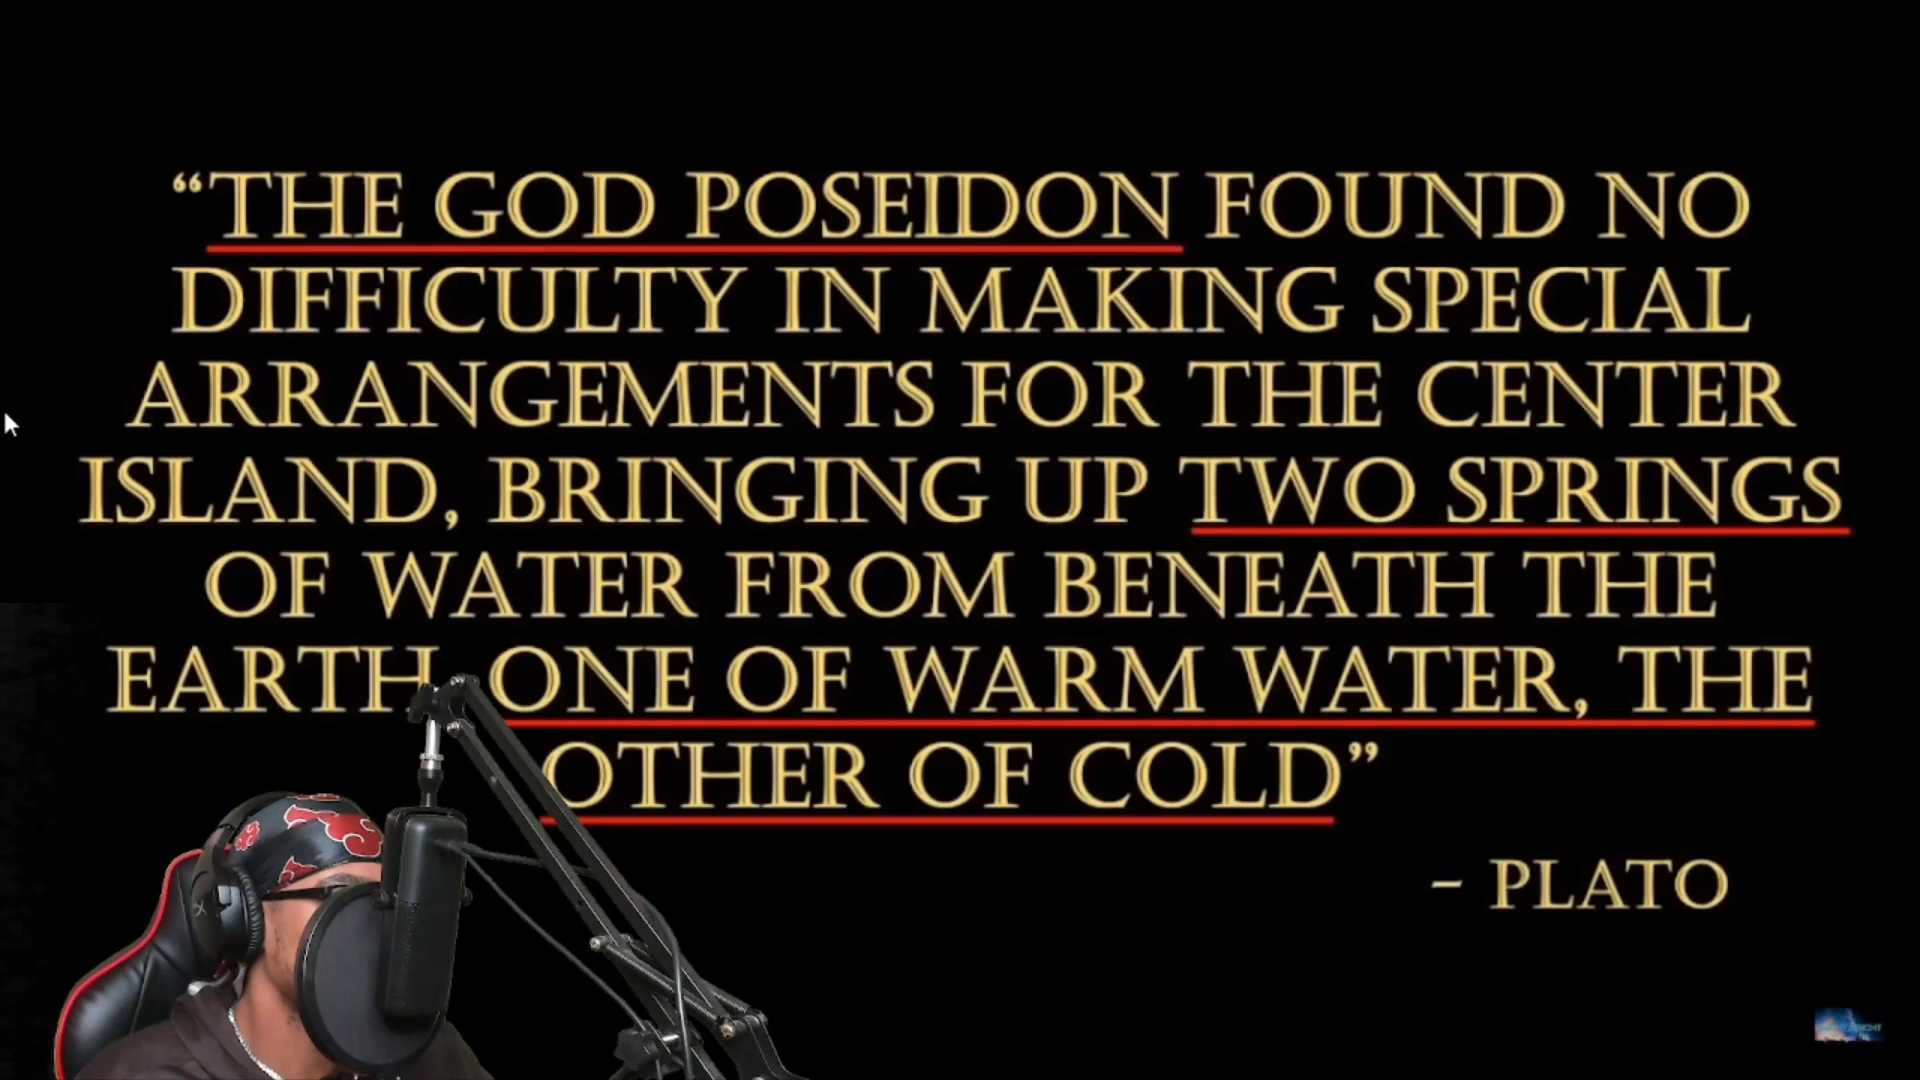 “THE GOD POSEIDON FOUND NO
DIFFICULTY IN MAKING SPECIAL
ARRANGEMENTS FOR THE CENTER
ISLAND, BRINGING UP TWO SPRINGS
OF WATER FROM BENEATH THE
EARTH ONE OF WARM WATER, THE
OTHER OF COLD”
– PLATO